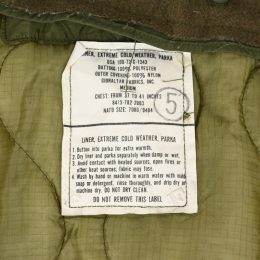 LINER, EXTREME COLD WEATHER, PARKA
DSA 100-72-C-1343
BATTING 100% POLYESTER
OUTER COVERING-100% NYLON
GIBRALTAR FABRICS, INC.
MEDIUM
CHEST: FROM 37 TO 41 INCHES
8415-782-2883
NATO SIZE: 7080/9404
5
LINER, EXTREME COLD WEATHER, PARKA
1. Button into parka for extra warmth.
2. Dry liner and parka separately when damp or wet.
3. Avoid contact with heated sources, open fires or
other heat sources; fabric may fuse.
4. Wash by hand or machine in warm water with mild
soap or detergent, rinse thoroughly, and drip dry or
machine dry. DO NOT DRY CLEAN.
DO NOT REMOVE THIS LABEL